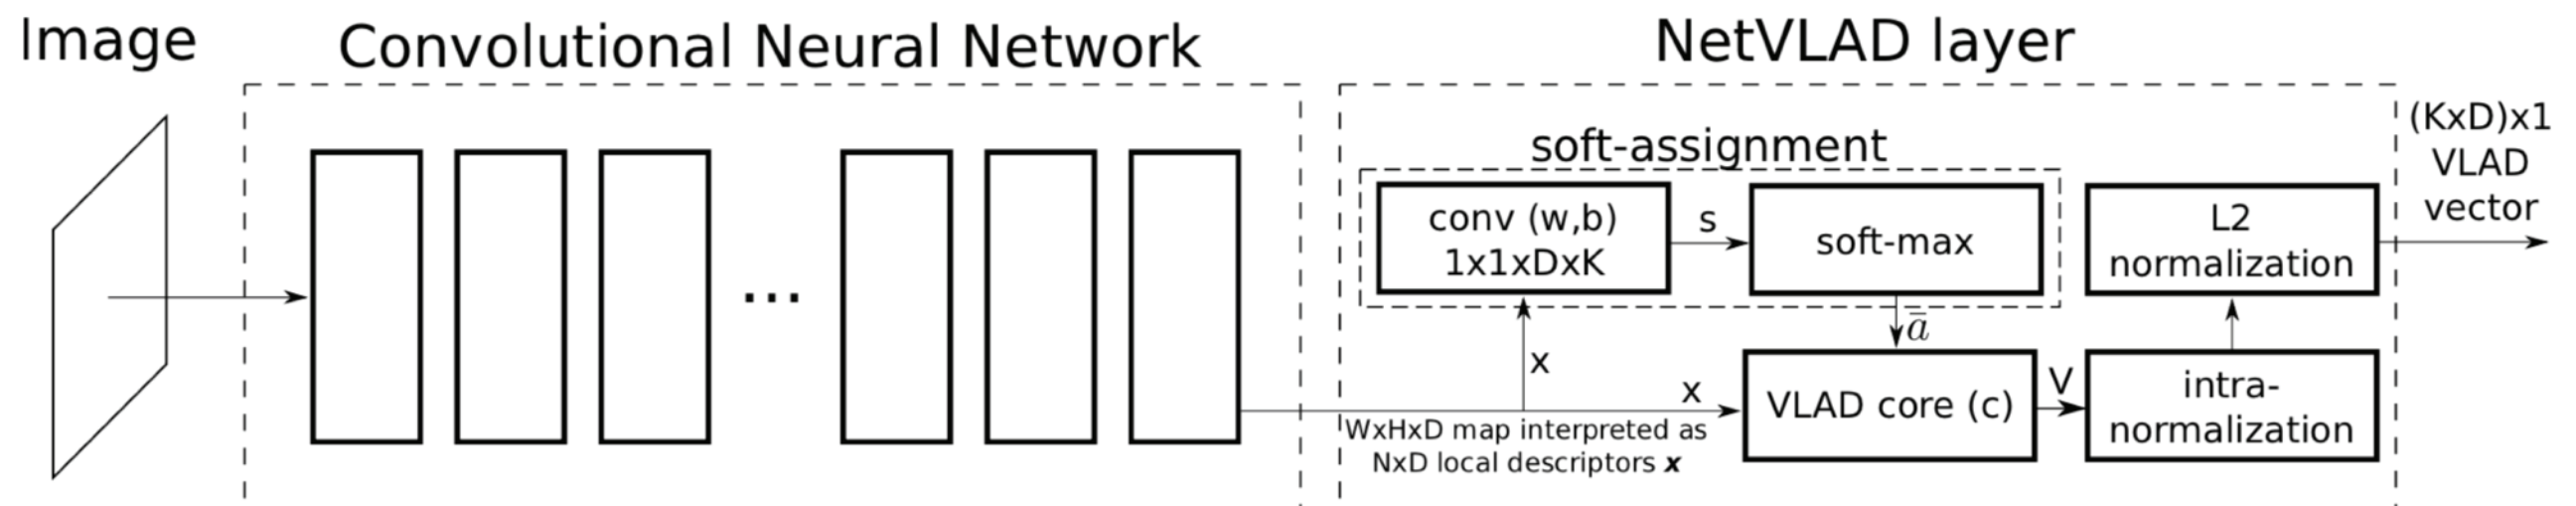 Image
Convolutional Neural Network
NetVLAD layer
soft-assignment
conv (w,b)
1x1xDxK
s
soft-max
L2
normalization
(KxD)x1
VLAD
vector
...
x
x
ā
VLAD core (c)
V
intra-
normalization
WxHxD map interpreted as
NxD local descriptors x